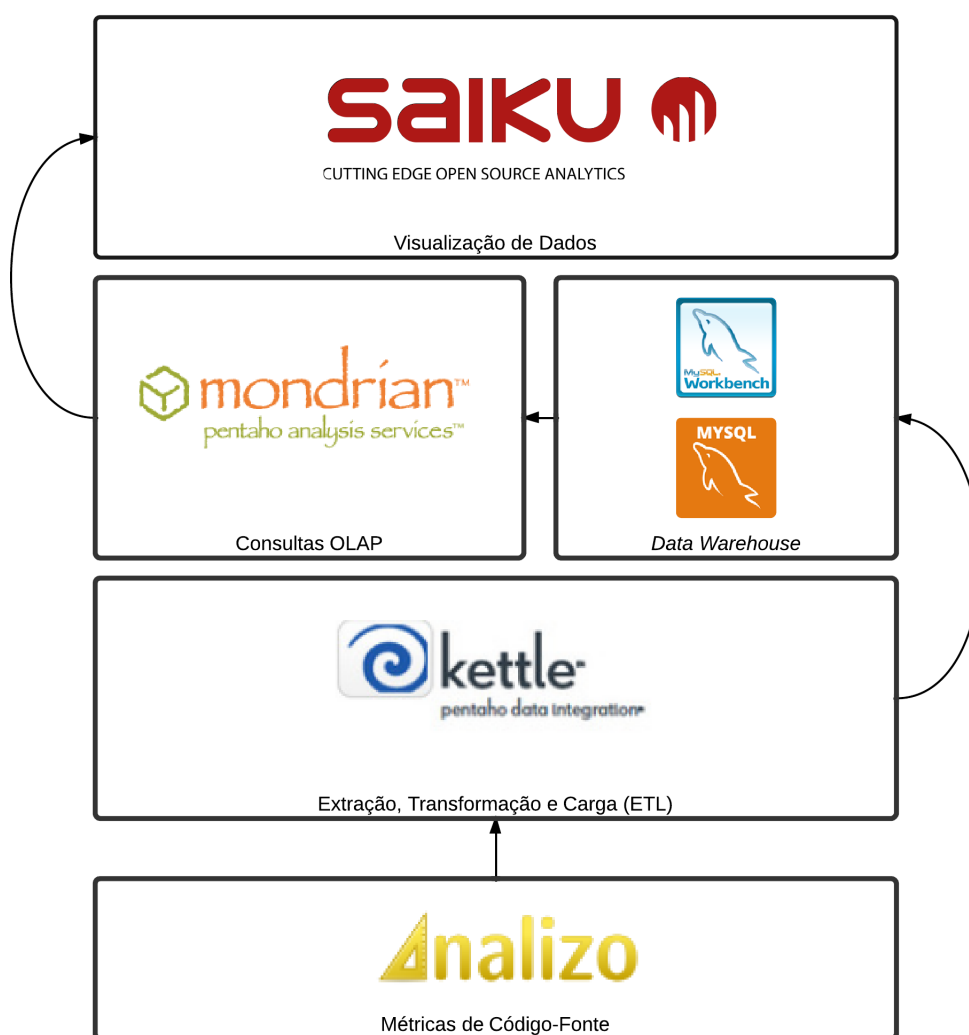 saiku
CUTTING EDGE OPEN SOURCE ANALYTICS
Visualização de Dados
mondrían™
pentaho analysis services™
Consultas OLAP
MySQL
Workbench
MYSQL
Data Warehouse
kettle
pentaho data integration
Extração, Transformação e Carga (ETL)
Analizo
Métricas de Código-Fonte